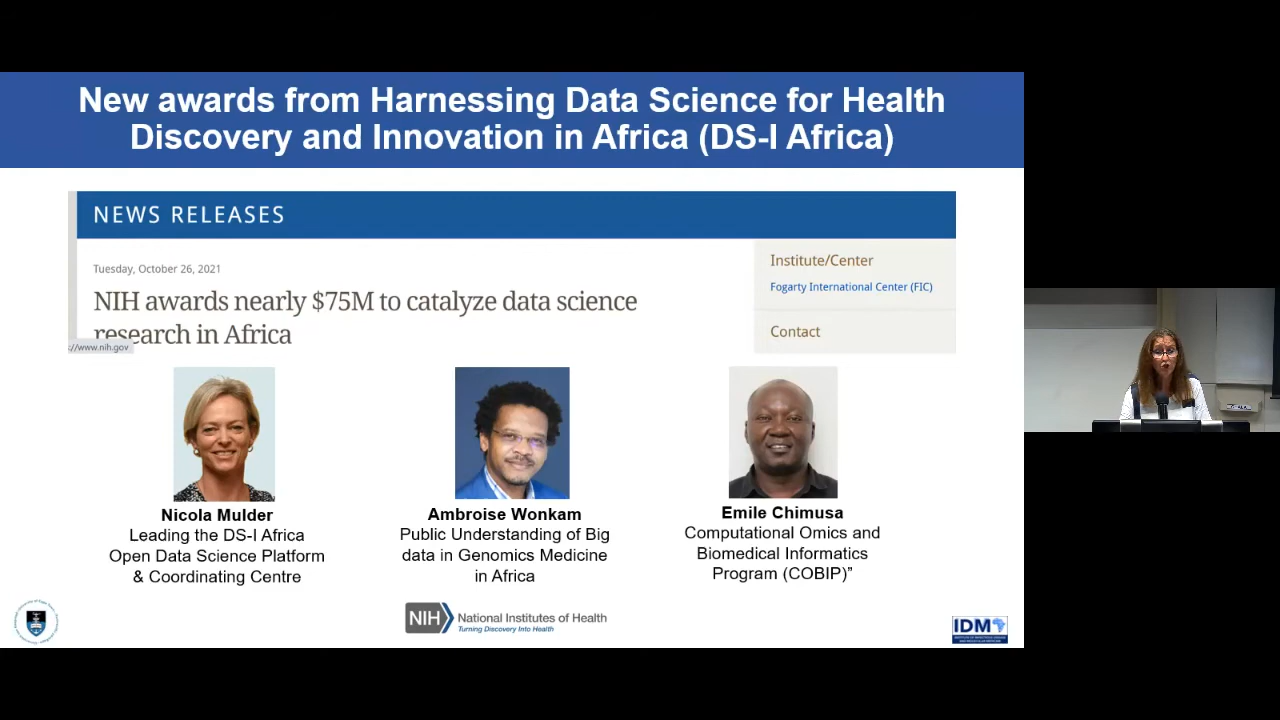 New awards from Harnessing Data Science for Health
Discovery and Innovation in Africa (DS-I Africa)
NEWS RELEASES
Tuesday, October 26, 2021
NIH awards nearly $75M to catalyze data science
research in Africa
://www.nih.gov
Institute/Center
Fogarty International Center (FIC)
Contact
Nicola Mulder
Leading the DS-I Africa
Open Data Science Platform
& Coordinating Centre
Ambroise Wonkam
Public Understanding of Big
data in Genomics Medicine
in Africa
Emile Chimusa
Computational Omics and
Biomedical Informatics
Program (COBIP)”
NIH
National Institutes of Health
Turning Discovery Into Health
IDM